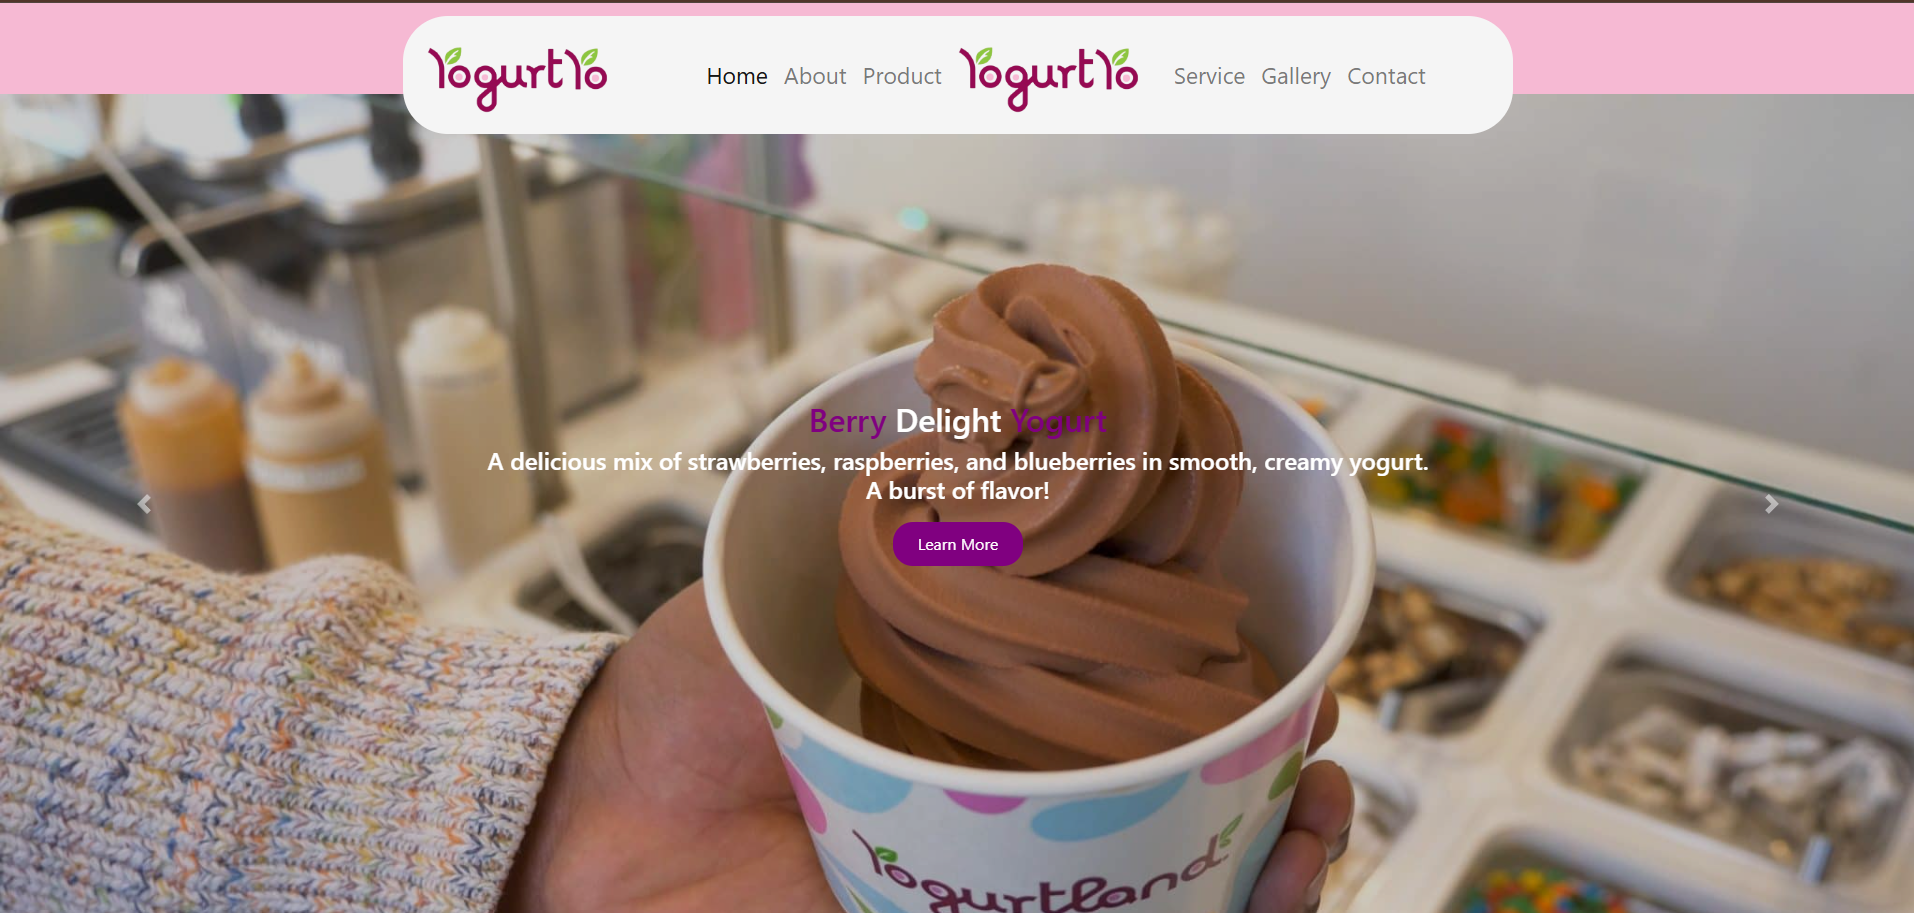 YogurtYo
Home About Product
YogurtYo
Service Gallery Contact
Berry Delight Yogurt
A delicious mix of strawberries, raspberries, and blueberries in smooth, creamy yogurt.
A burst of flavor!
Learn More
Yogurtland